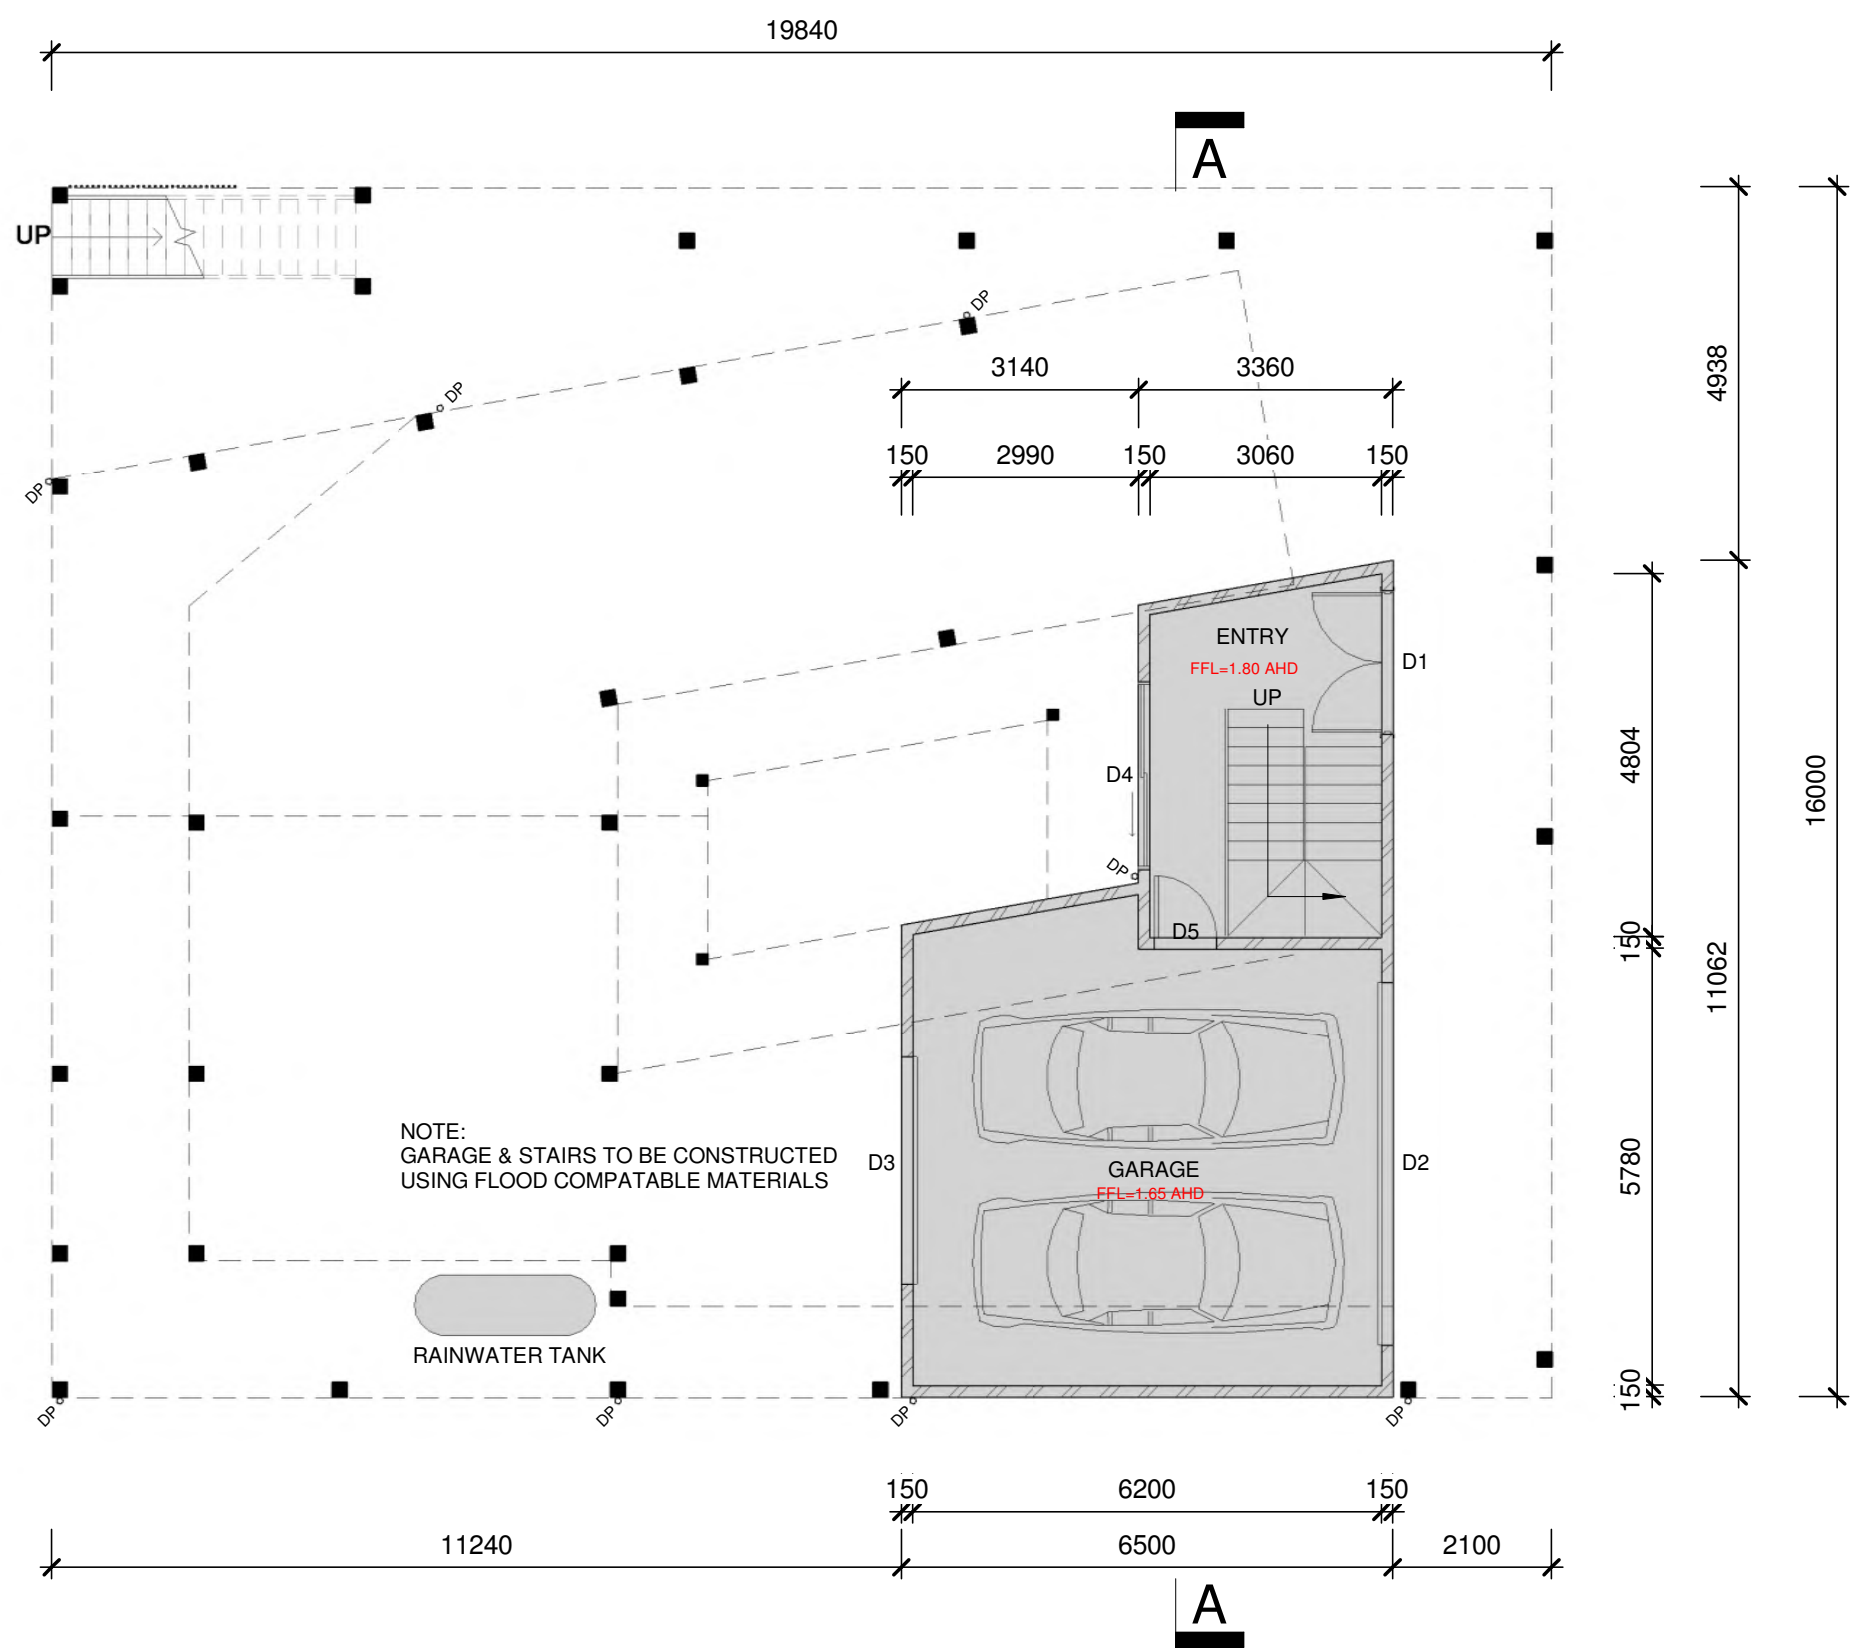 19840
A
UP
DP
DP
3140
3360
4938
150
2990
150
3060
150
DP
ENTRY
FFL=1.80 AHD
D1
UP
4804
D4
16000
DP
D5
150
11062
NOTE:
GARAGE & STAIRS TO BE CONSTRUCTED
USING FLOOD COMPATABLE MATERIALS
D3
GARAGE
FFL=1.65 AHD
D2
5780
RAINWATER TANK
150
DP
DP
DP
DP
150
6200
150
11240
6500
2100
A